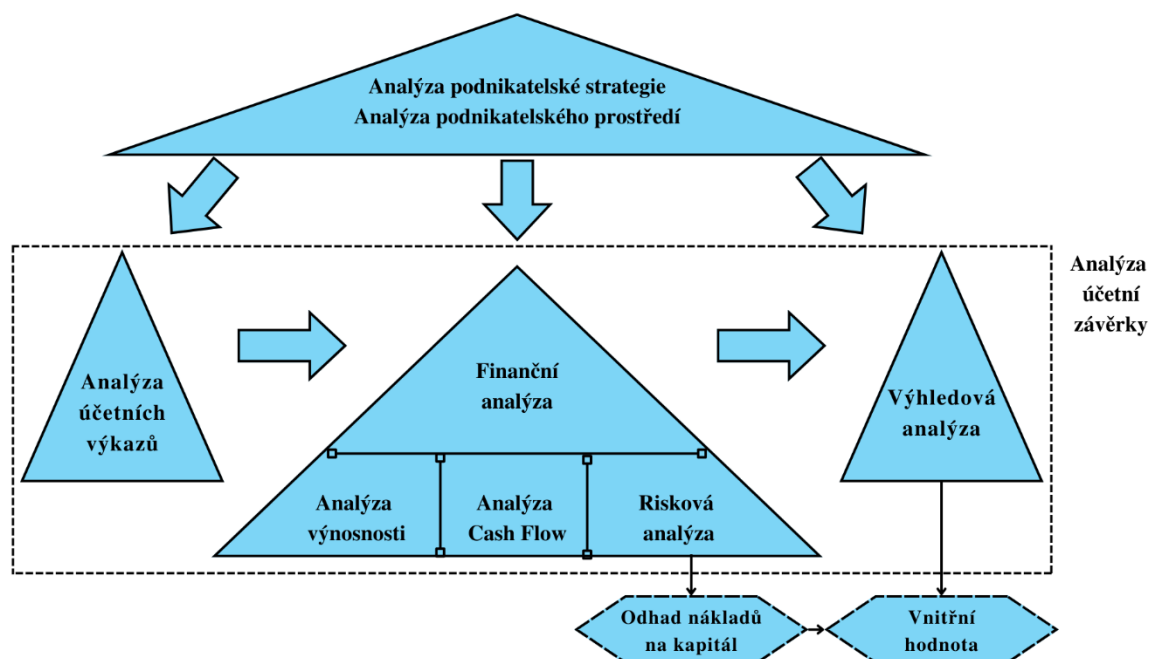 Analýza podnikatelské strategie
Analýza podnikatelského prostředí
Analýza
účetní
závěrky
Analýza
účetních
výkazů
Finanční
analýza
Výhledová
analýza
Analýza
výnosnosti
Analýza
Cash Flow
Risková
analýza
Odhad nákladů
na kapitál
Vnitřní
hodnota